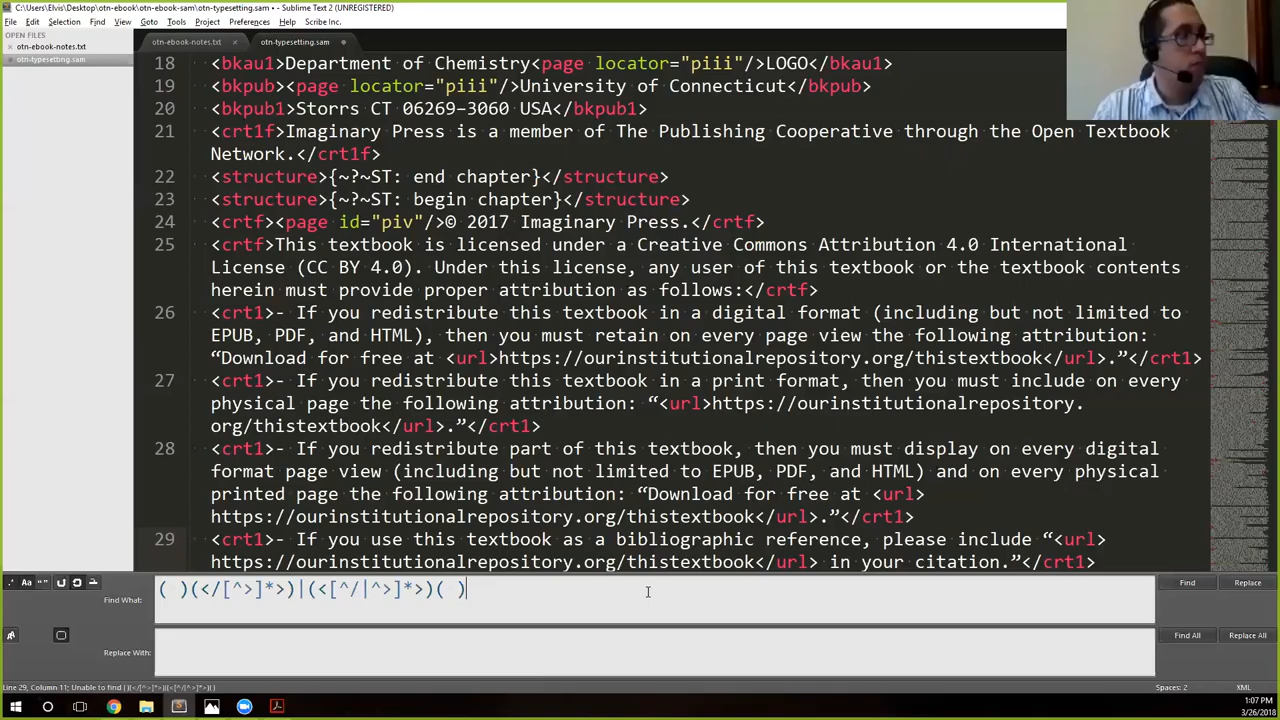 C:\Users\Elvis\Desktop\otn-ebook\sam\otn-typesetting.sam • - Sublime Text 2 (UNREGISTERED)
File Edit Selection Find View Goto Tools Project Preferences Help Scribe Inc.
OPEN FILES
otn-ebook-notes.txt
otn-typesetting.sam
otn-ebook-notes.txt × otn-typesetting.sam
18 <bkau1>Department of Chemistry<page locator="piii"/>LOGO</bkau1>
19 <bkpub><page locator="piii"/>University of Connecticut</bkpub>
20 <bkpub1>Storrs CT 06269-3060 USA</bkpub1>
21 <crt1f>Imaginary Press is a member of The Publishing Cooperative through the Open Textbook
Network.</crt1f>
22 <structure>{~?~ST: end chapter}</structure>
23 <structure>{~?~ST: begin chapter}</structure>
24 <crtf><page id="piv"/>© 2017 Imaginary Press.</crtf>
25 <crtf>This textbook is licensed under a Creative Commons Attribution 4.0 International
License (CC BY 4.0). Under this license, any user of this textbook or the textbook contents
herein must provide proper attribution as follows:</crtf>
26 <crt1>- If you redistribute this textbook in a digital format (including but not limited to
EPUB, PDF, and HTML), then you must retain on every page view the following attribution:
“Download for free at <url>https://ourinstitutionalrepository.org/thistextbook</url>.”</crt1>
27 <crt1>- If you redistribute this textbook in a print format, then you must include on every
physical page the following attribution: “<url>https://ourinstitutionalrepository.
org/thistextbook</url>.”</crt1>
28 <crt1>- If you redistribute part of this textbook, then you must display on every digital
format page view (including but not limited to EPUB, PDF, and HTML) and on every physical
printed page the following attribution: “Download for free at <url>
https://ourinstitutionalrepository.org/thistextbook</url>.”</crt1>
29 <crt1>- If you use this textbook as a bibliographic reference, please include “<url>
https://ourinstitutionalrepository.org/thistextbook</url> in your citation.”</crt1>
Find What: ( )(</[^>]*>)|(<[^/|^>]*>)( ) Find Replace
Replace With: Find All Replace All
Line 29, Column 11; Unable to find ( )(</[^>]*>)|(<[^/|^>]*>)( ) Spaces: 2 XML
1:07 PM
3/26/2018